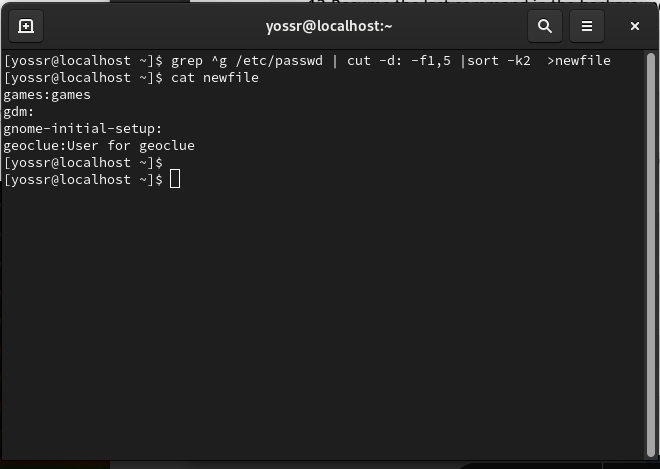 yossr@localhost:~
[yossr@localhost ~]$ grep ^g /etc/passwd | cut -d: -f1,5 |sort -k2  >newfile
[yossr@localhost ~]$ cat newfile
games:games
gdm:
gnome-initial-setup:
geoclue:User for geoclue
[yossr@localhost ~]$
[yossr@localhost ~]$